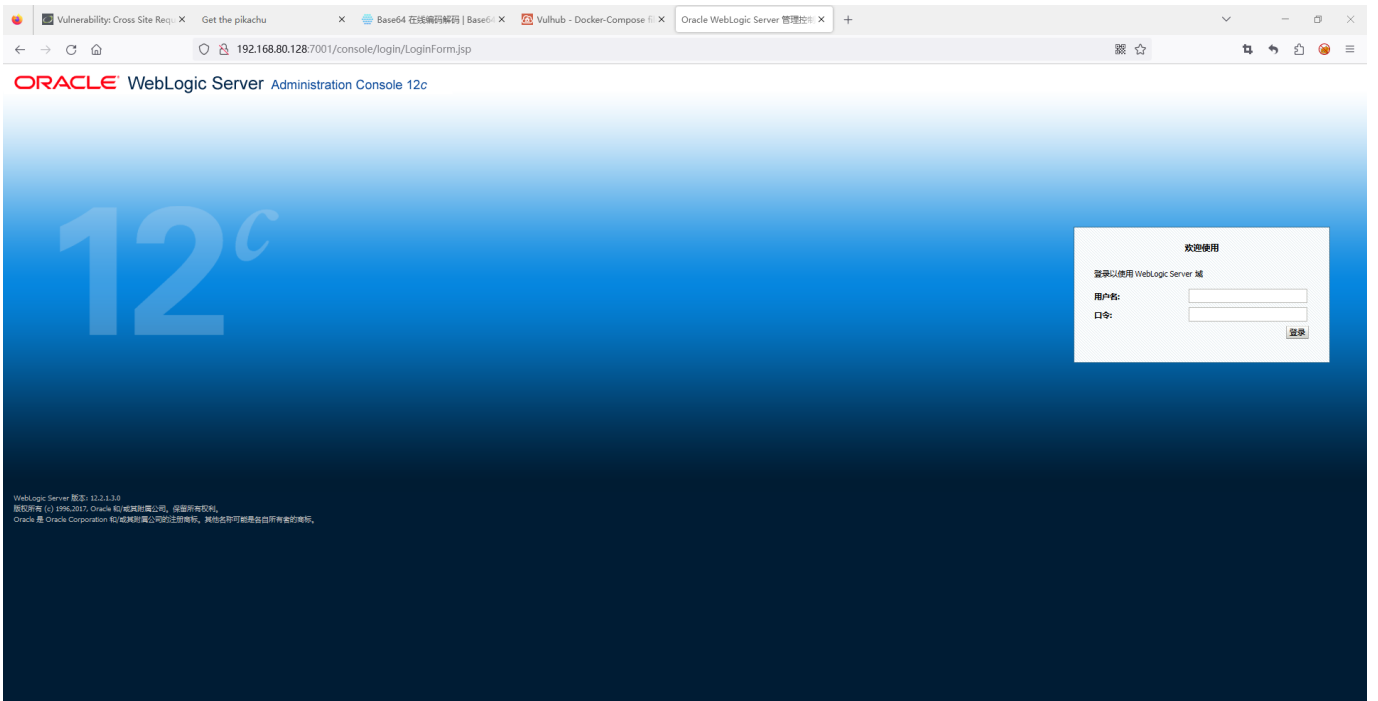 Vulnerability: Cross Site Requ
Get the pikachu
Base64 在线编码解码 | Base64
Vulhub - Docker-Compose fil
Oracle WebLogic Server 管理控制
192.168.80.128:7001/console/login/LoginForm.jsp
ORACLE WebLogic Server Administration Console 12c
12c
欢迎使用
登录以使用 WebLogic Server 域
用户名:
口令:
登录
WebLogic Server 版本: 12.2.1.3.0
版权所有 (c) 1996,2017, Oracle 和/或其附属公司。保留所有权利。
Oracle 是 Oracle Corporation 和/或其附属公司的注册商标。其他名称可能是各自所有者的商标。